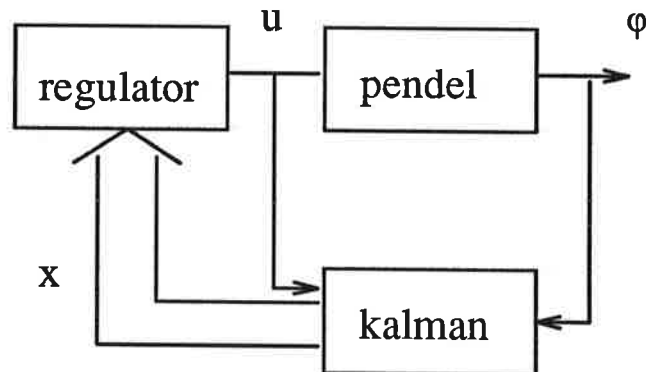 u
φ
regulator
pendel
x
kalman